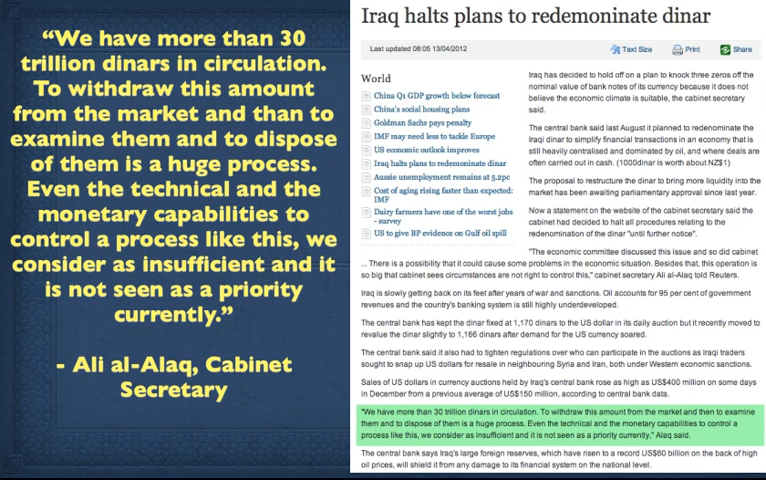 “We have more than 30
trillion dinars in circulation.
To withdraw this amount
from the market and than to
examine them and to dispose
of them is a huge process.
Even the technical and the
monetary capabilities to
control a process like this, we
consider as insufficient and it
is not seen as a priority
currently.”
- Ali al-Alaq, Cabinet
Secretary
Iraq halts plans to redemoninate dinar
Last updated 08:05 13/04/2012
Text Size
Print
Share
World
China Q1 GDP growth below forecast
China's social housing plans
Goldman Sachs pays penalty
IMF may need less to tackle Europe
US economic outlook improves
Iraq halts plans to redemoninate dinar
Aussie unemployment remains at 5.2pc
Cost of aging rising faster than expected:
IMF
Dairy farmers have one of the worst jobs
- survey
US to give BP evidence on Gulf oil spill
Iraq has decided to hold off on a plan to knock three zeros off the
nominal value of bank notes of its currency because it does not
believe the economic climate is suitable, the cabinet secretary
said.
The central bank said last August it planned to redenominate the
Iraqi dinar to simplify financial transactions in an economy that is
still heavily centralised and dominated by oil, and where deals are
often carried out in cash. (1000dinar is worth about NZ$1)
The proposal to restructure the dinar to bring more liquidity into the
market has been awaiting parliamentary approval since last year.
Now a statement on the website of the cabinet secretary said the
cabinet had decided to halt all procedures relating to the
redenomination of the dinar "until further notice".
"The economic committee discussed this issue and so did cabinet
... There is a possibility that it could cause some problems in the economic situation. Besides that, this operation is
so big that cabinet sees circumstances are not right to control this," cabinet secretary Ali al-Alaq told Reuters.
Iraq is slowly getting back on its feet after years of war and sanctions. Oil accounts for 95 per cent of government
revenues and the country's banking system is still highly underdeveloped.
The central bank has kept the dinar fixed at 1,170 dinars to the US dollar in its daily auction but it recently moved to
revalue the dinar slightly to 1,166 dinars after demand for the US currency soared.
The central bank said it also had to tighten regulations over who can participate in the auctions as Iraqi traders
sought to snap up US dollars for resale in neighbouring Syria and Iran, both under Western economic sanctions.
Sales of US dollars in currency auctions held by Iraq's central bank rose as high as US$400 million on some days
in December from a previous average of US$150 million, according to central bank data.
"We have more than 30 trillion dinars in circulation. To withdraw this amount from the market and then to examine
them and to dispose of them is a huge process. Even the technical and the monetary capabilities to control a
process like this, we consider as insufficient and it is not seen as a priority currently," Alaq said.
The central bank says Iraq's large foreign reserves, which have risen to a record US$60 billion on the back of high
oil prices, will shield it from any damage to its financial system on the national level.